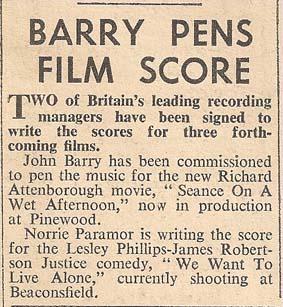 BARRY PENS
FILM SCORE
TWO of Britain's leading recording
managers have been signed to
write the scores for three forth-
coming films.
John Barry has been commissioned
to pen the music for the new Richard
Attenborough movie, " Seance On A
Wet Afternoon," now in production
at Pinewood.
Norrie Paramor is writing the score
for the Lesley Phillips-James Robert-
son Justice comedy, " We Want To
Live Alone," currently shooting at
Beaconsfield.